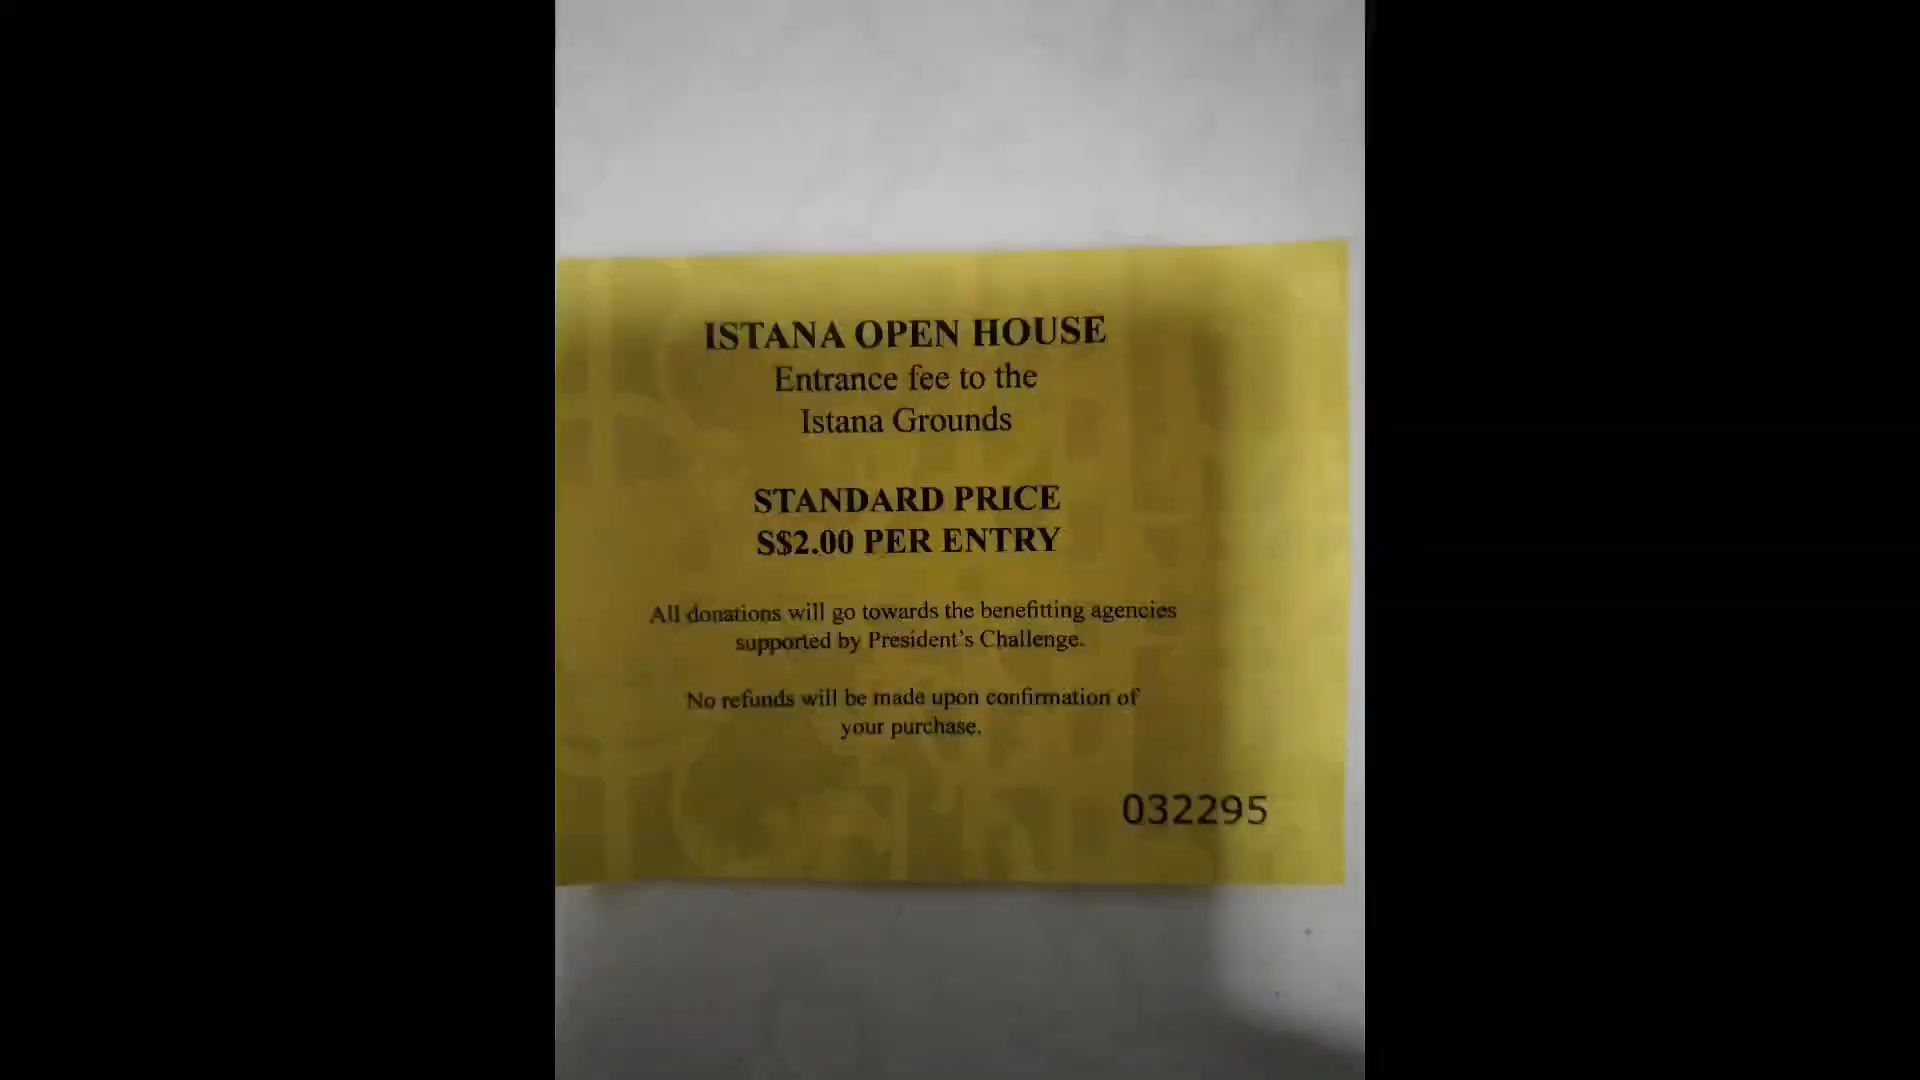 ISTANA OPEN HOUSE
Entrance fee to the
Istana Grounds
STANDARD PRICE
S$2.00 PER ENTRY
All donations will go towards the benefitting agencies
supported by President's Challenge.
No refunds will be made upon confirmation of
your purchase.
032295